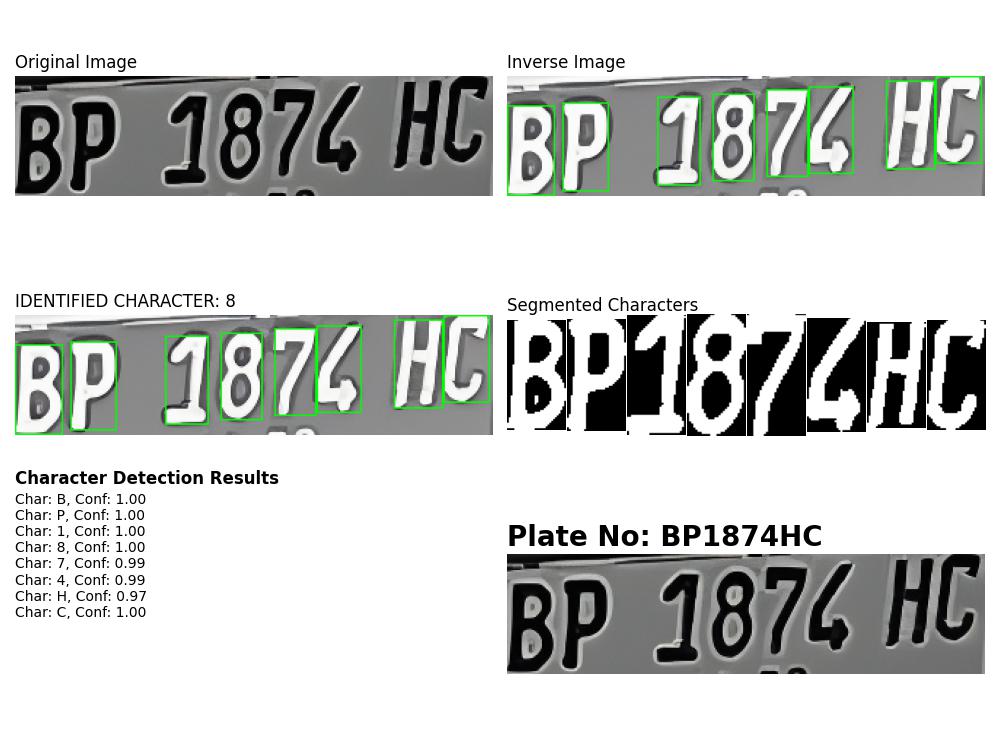 Original Image
BP 1874 HC
Inverse Image
BP 1874 HC
IDENTIFIED CHARACTER: 8
BP 1874 HC
Segmented Characters
BP1874HC
Character Detection Results
Char: B, Conf: 1.00
Char: P, Conf: 1.00
Char: 1, Conf: 1.00
Char: 8, Conf: 1.00
Char: 7, Conf: 0.99
Char: 4, Conf: 0.99
Char: H, Conf: 0.97
Char: C, Conf: 1.00
Plate No: BP1874HC
BP 1874 HC